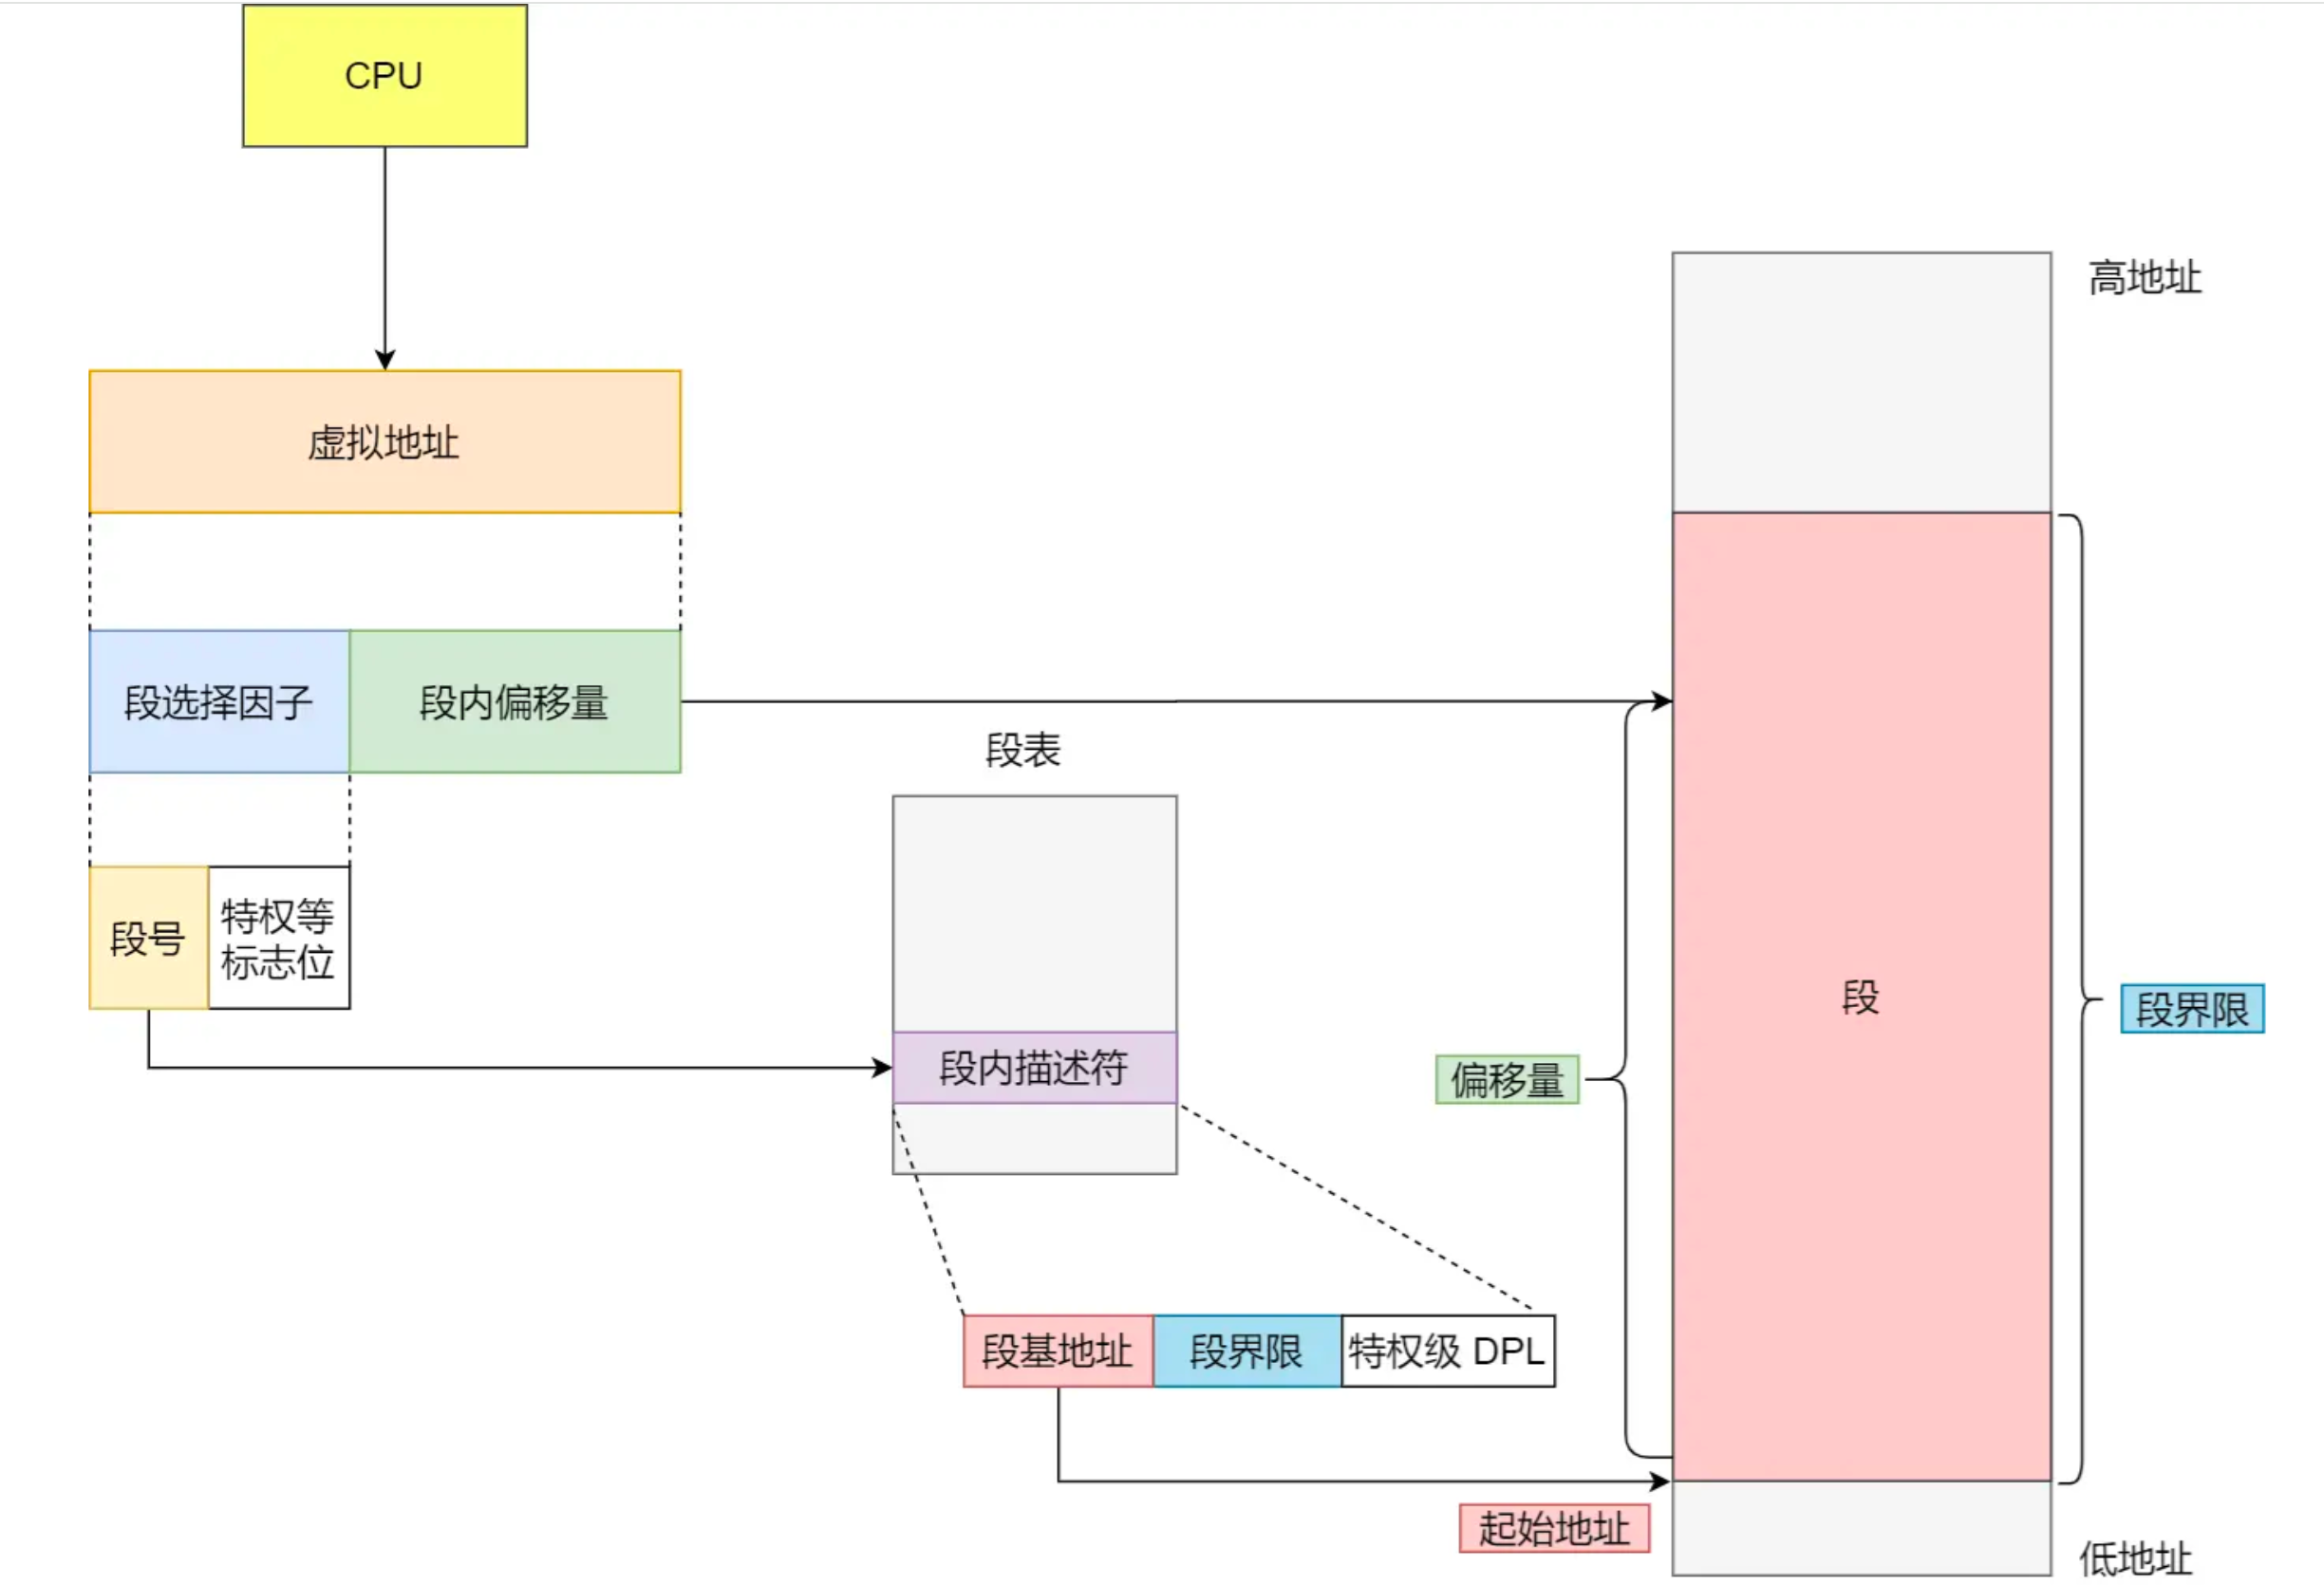 CPU
高地址
虚拟地址
段选择因子
段内偏移量
段表
段号
特权等
标志位
段内描述符
偏移量
段
段界限
段基地址
段界限
特权级 DPL
起始地址
低地址